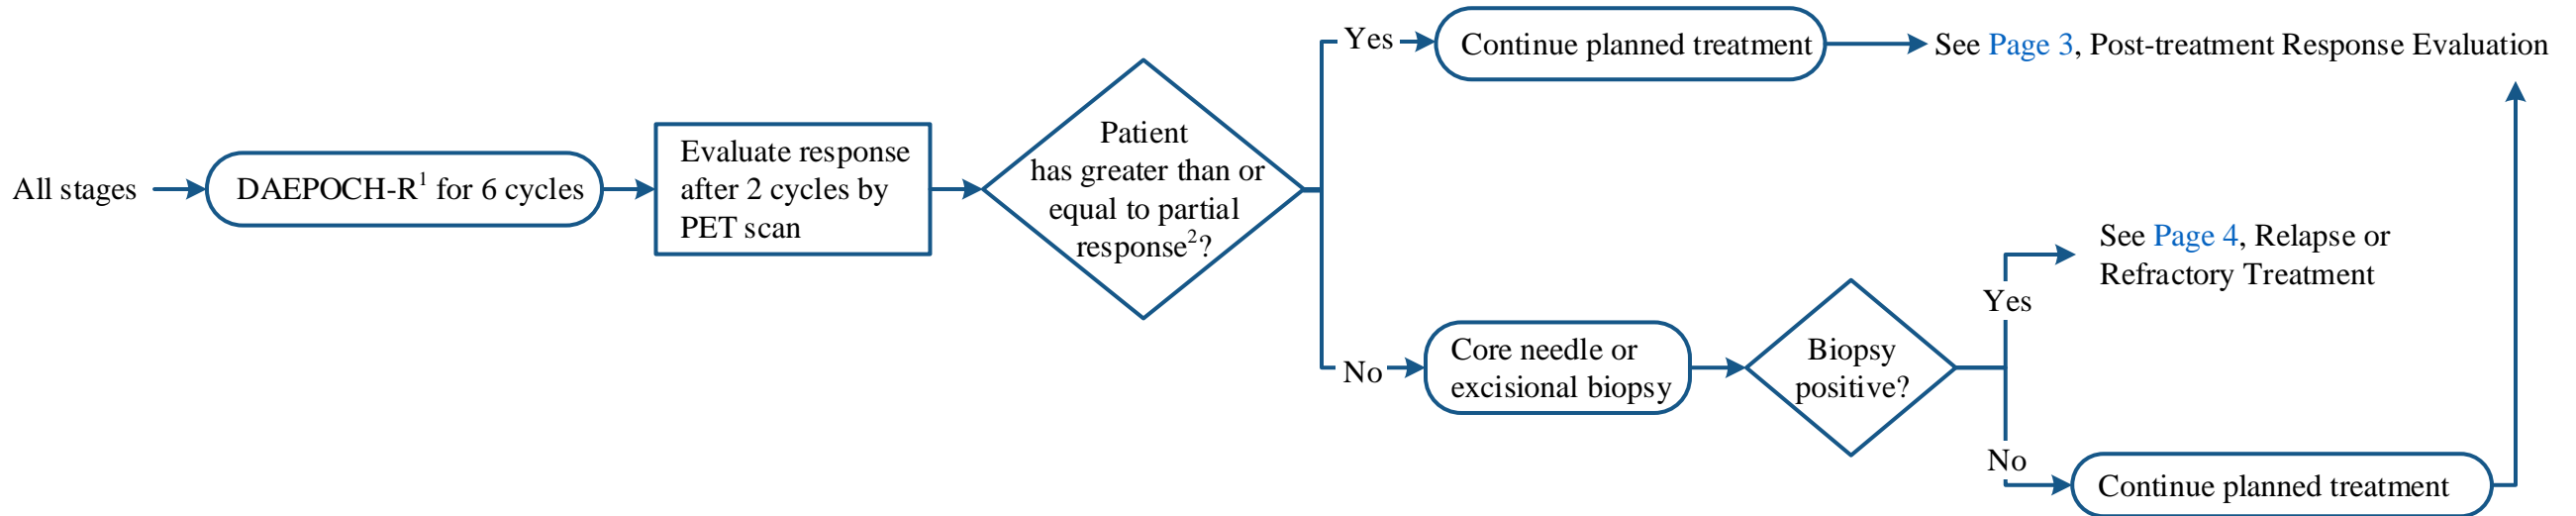 All stages
DAEPOCH-R¹ for 6 cycles
Evaluate response
after 2 cycles by
PET scan
Patient
has greater than or
equal to partial
response²?
Yes
Continue planned treatment
See Page 3, Post-treatment Response Evaluation
No
Core needle or
excisional biopsy
Biopsy
positive?
Yes
See Page 4, Relapse or
Refractory Treatment
No
Continue planned treatment